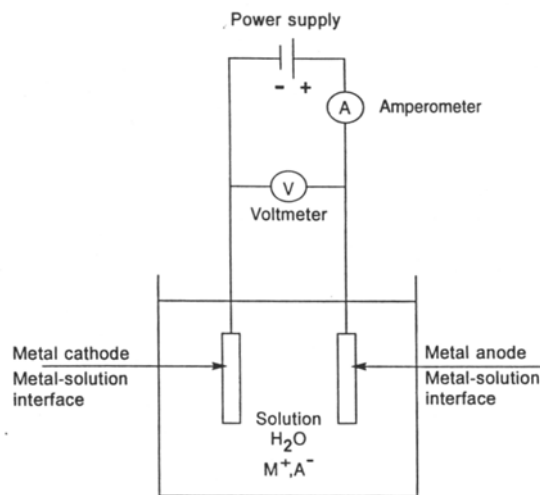 Power supply
- +
A
Amperometer
V
Voltmeter
Metal cathode
Metal-solution
interface
Metal anode
Metal-solution
interface
Solution
H₂O
M⁺,A⁻